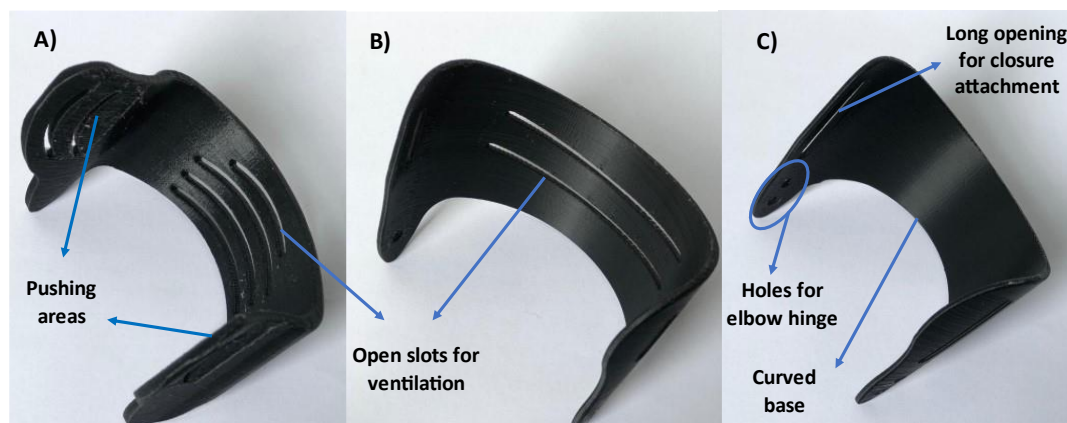 A)
Pushing
areas
B)
Open slots for
ventilation
C)
Long opening
for closure
attachment
Holes for
elbow hinge
Curved
base